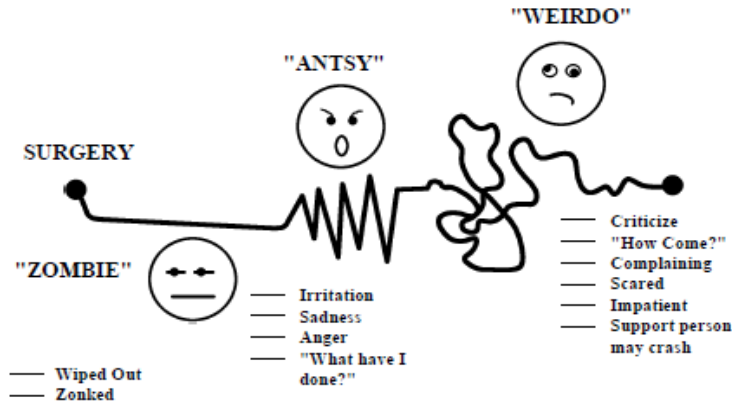 "WEIRDO"
"ANTSY"
SURGERY
"ZOMBIE"
Criticize
"How Come?"
Complaining
Scared
Impatient
Support person
may crash
Irritation
Sadness
Anger
"What have I
done?"
Wiped Out
Zonked